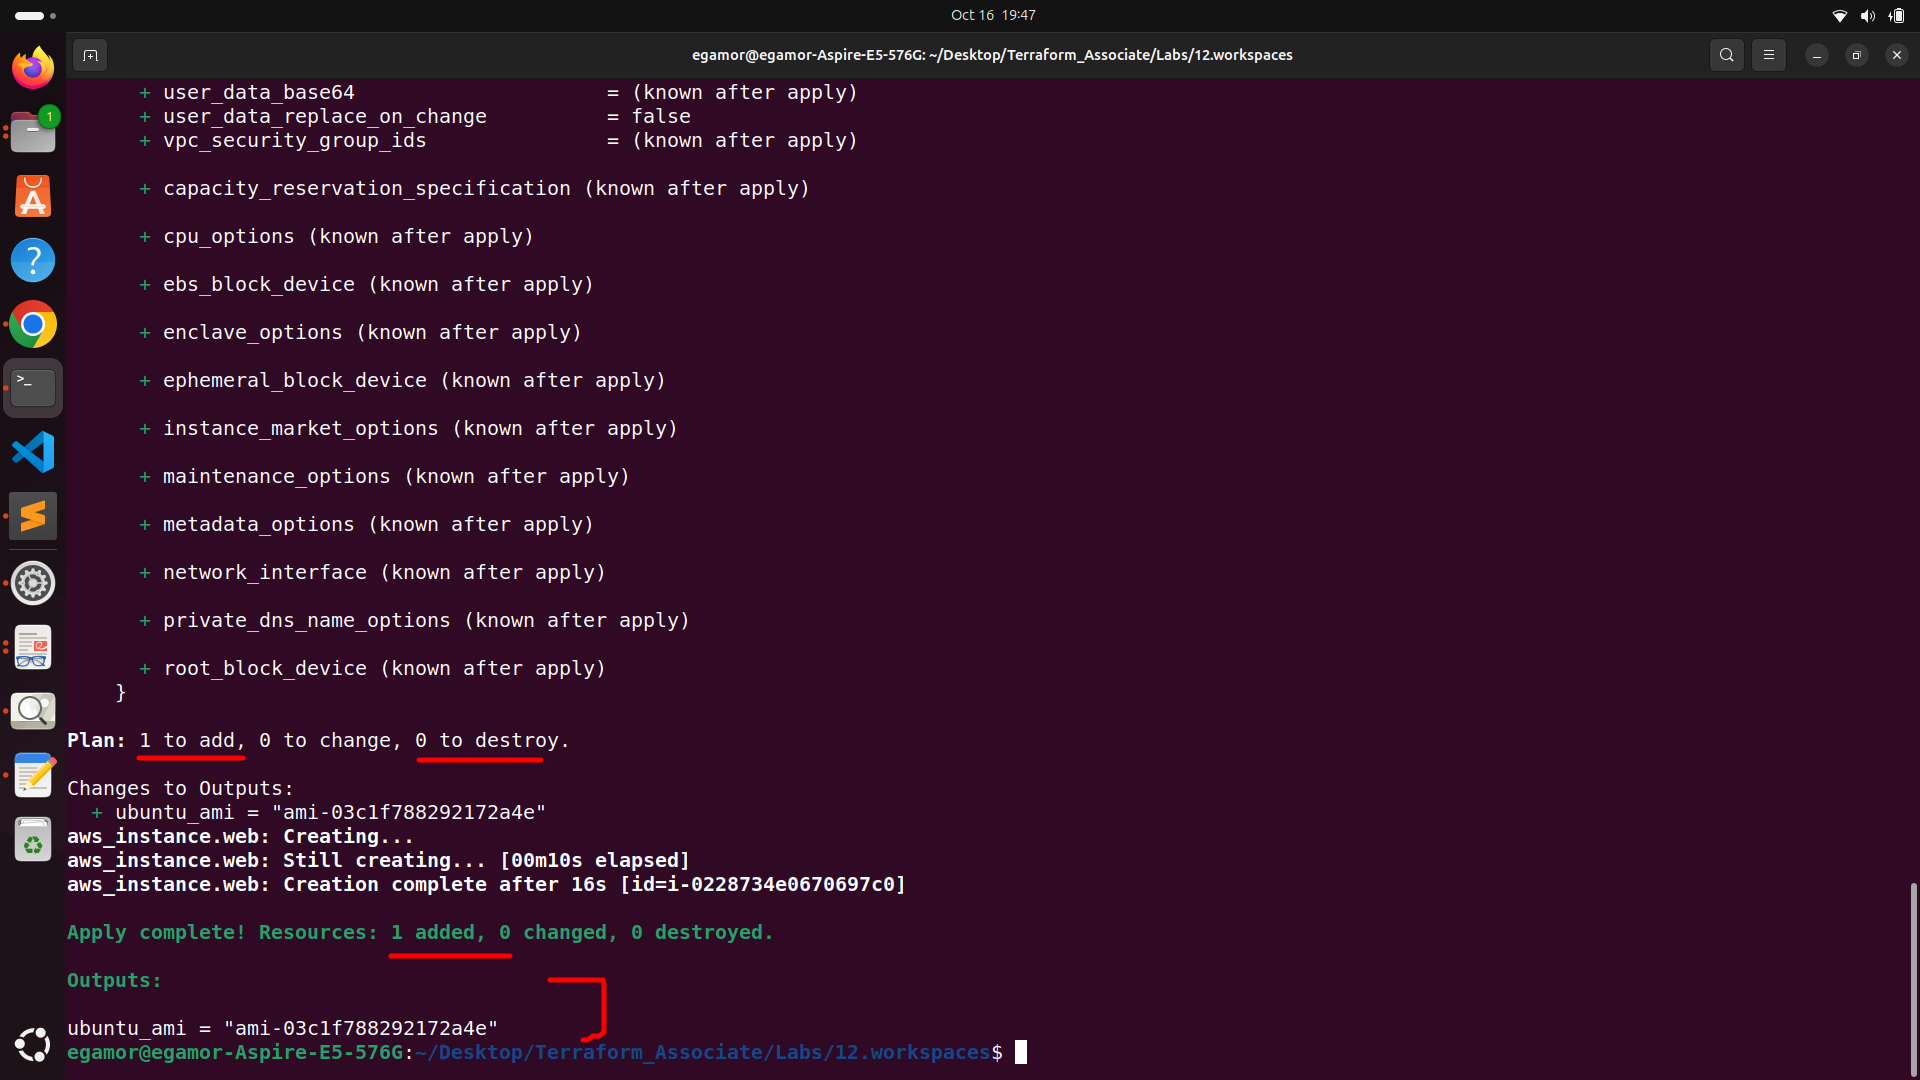 Oct 16 19:47
egamor@egamor-Aspire-E5-576G: ~/Desktop/Terraform_Associate/Labs/12.workspaces
1
+ user_data_base64 = (known after apply)
+ user_data_replace_on_change = false
+ vpc_security_group_ids = (known after apply)
+ capacity_reservation_specification (known after apply)
+ cpu_options (known after apply)
+ ebs_block_device (known after apply)
+ enclave_options (known after apply)
+ ephemeral_block_device (known after apply)
+ instance_market_options (known after apply)
+ maintenance_options (known after apply)
+ metadata_options (known after apply)
+ network_interface (known after apply)
+ private_dns_name_options (known after apply)
+ root_block_device (known after apply)
}
Plan: 1 to add, 0 to change, 0 to destroy.
Changes to Outputs:
+ ubuntu_ami = "ami-03c1f788292172a4e"
aws_instance.web: Creating...
aws_instance.web: Still creating... [00m10s elapsed]
aws_instance.web: Creation complete after 16s [id=i-0228734e0670697c0]
Apply complete! Resources: 1 added, 0 changed, 0 destroyed.
Outputs:
ubuntu_ami = "ami-03c1f788292172a4e"
egamor@egamor-Aspire-E5-576G:~/Desktop/Terraform_Associate/Labs/12.workspaces$